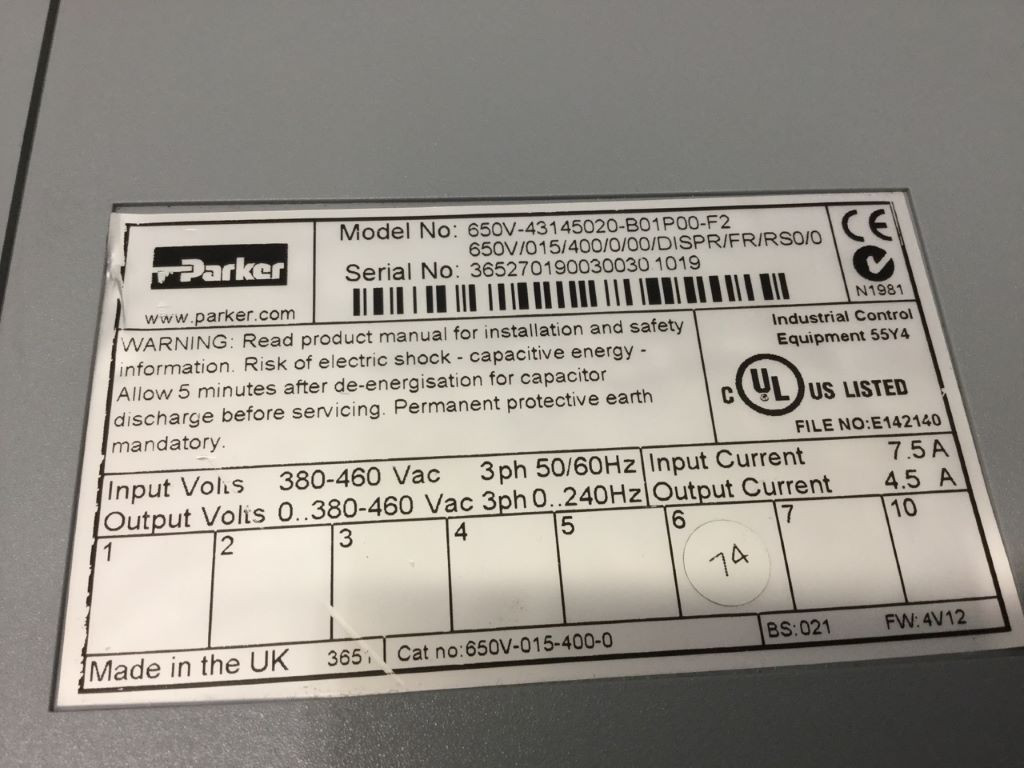 Parker
www.parker.com
Model No: 650V-43145020-B01P00-F2
650V/015/400/0/00/DISPR/FR/RS0/0
Serial No: 365270190030030 1019
CE
N1981
WARNING: Read product manual for installation and safety
information. Risk of electric shock - capacitive energy -
Allow 5 minutes after de-energisation for capacitor
discharge before servicing. Permanent protective earth
mandatory.
Industrial Control
Equipment 55Y4
C UL ® US LISTED
FILE NO:E142140
Input Volts 380-460 Vac 3ph 50/60Hz
Output Volts 0..380-460 Vac 3ph 0..240Hz
Input Current 7.5 A
Output Current 4.5 A
1 2 3 4 5 6 7 10
74
Made in the UK 3651 Cat no:650V-015-400-0 BS:021 FW:4V12